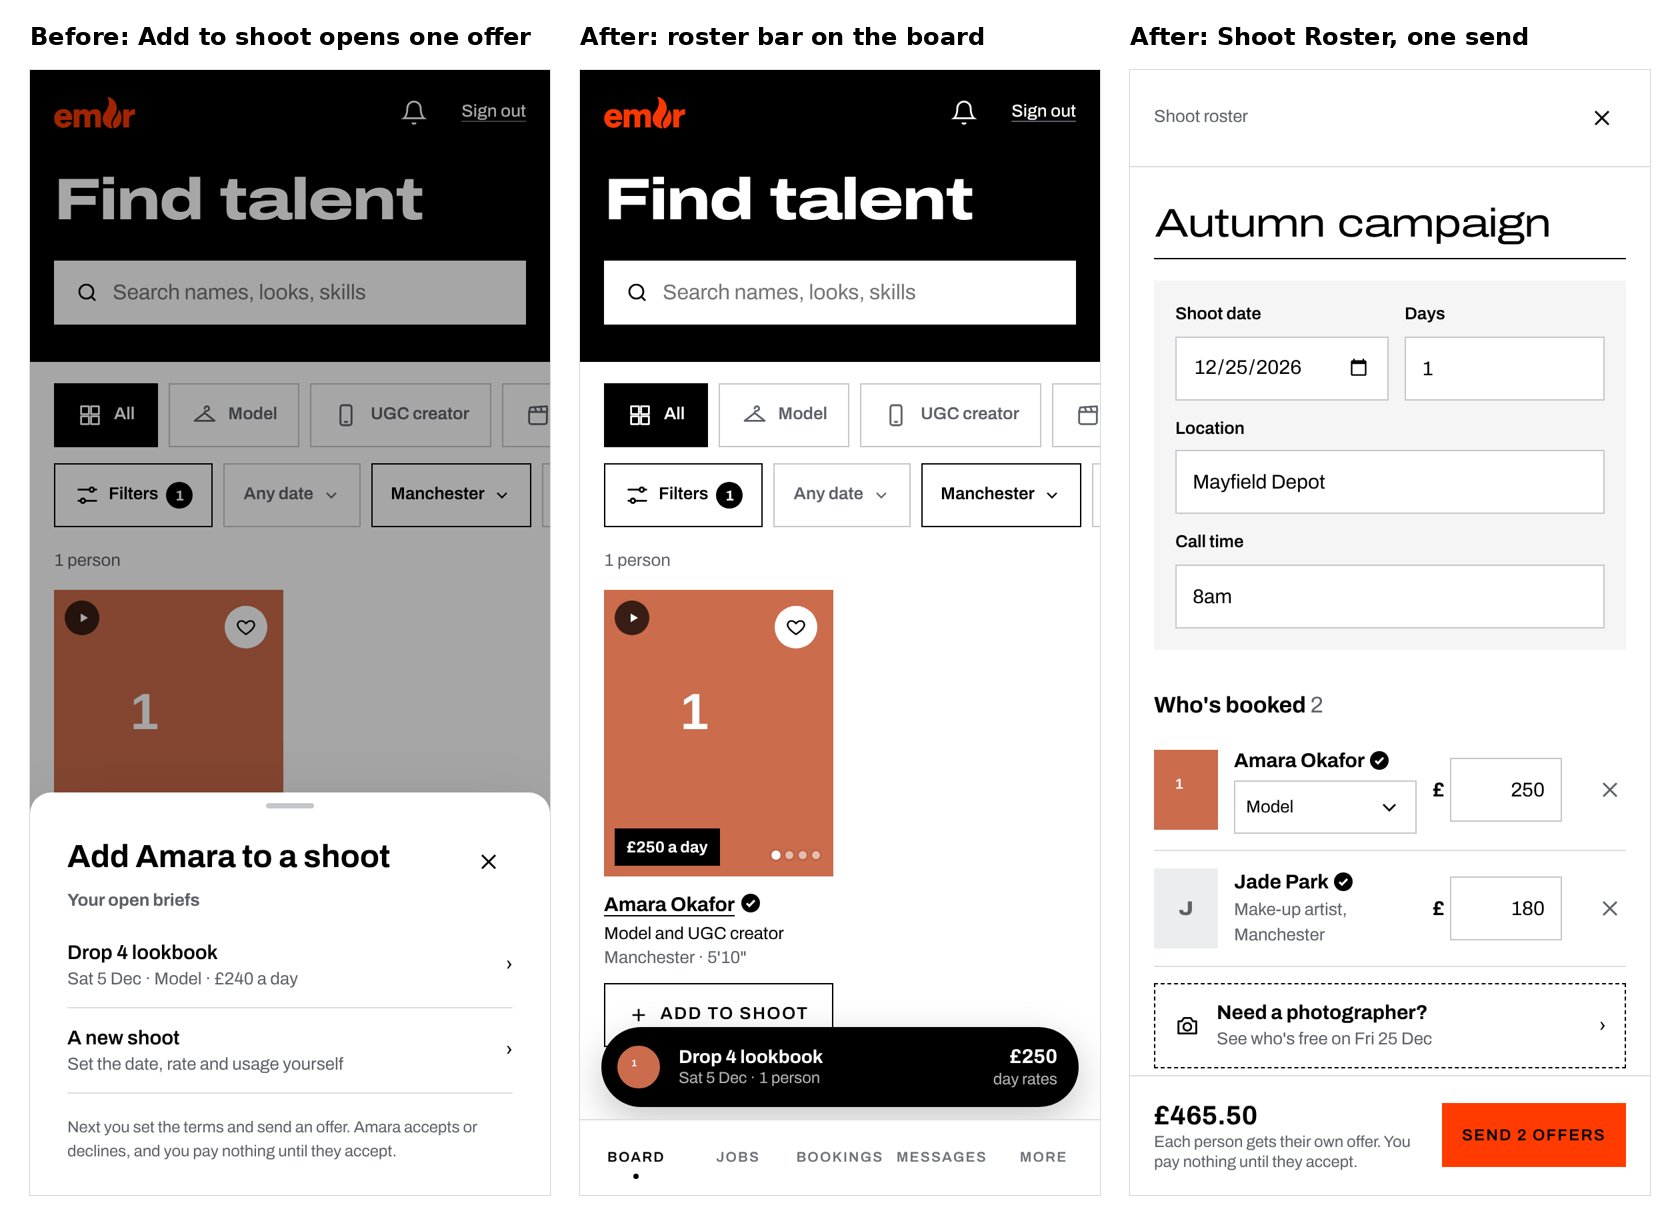 Before: Add to shoot opens one offer
ember
Sign out
Find talent
Search names, looks, skills
All
Model
UGC creator
Filters 1
Any date
Manchester
1 person
1
Add Amara to a shoot
Your open briefs
Drop 4 lookbook
Sat 5 Dec · Model · £240 a day
A new shoot
Set the date, rate and usage yourself
Next you set the terms and send an offer. Amara accepts or
declines, and you pay nothing until they accept.
After: roster bar on the board
ember
Sign out
Find talent
Search names, looks, skills
All
Model
UGC creator
Filters 1
Any date
Manchester
1 person
1
£250 a day
Amara Okafor
Model and UGC creator
Manchester · 5'10"
+ ADD TO SHOOT
1
Drop 4 lookbook
Sat 5 Dec · 1 person
£250
day rates
BOARD
JOBS
BOOKINGS
MESSAGES
MORE
After: Shoot Roster, one send
Shoot roster
Autumn campaign
Shoot date
Days
12/25/2026
1
Location
Mayfield Depot
Call time
8am
Who's booked 2
1
Amara Okafor
Model
£ 250
J
Jade Park
Make-up artist,
Manchester
£ 180
Need a photographer?
See who's free on Fri 25 Dec
£465.50
Each person gets their own offer. You
pay nothing until they accept.
SEND 2 OFFERS